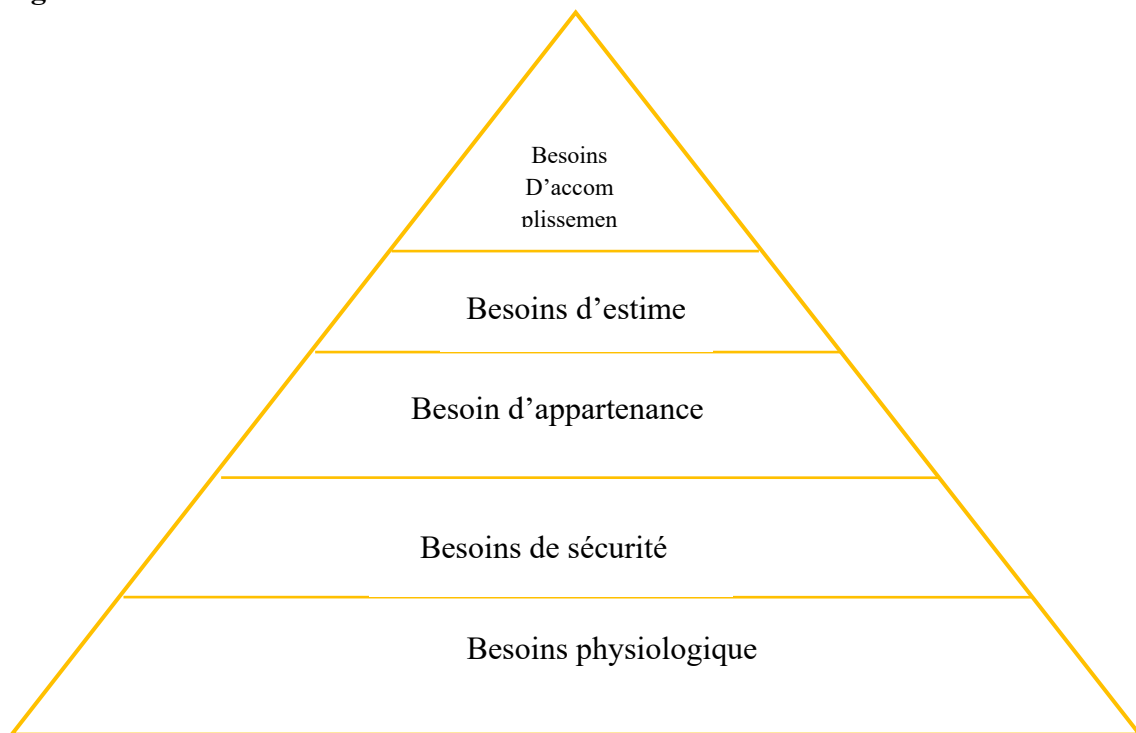 g
Besoins
D’accom
plissemen
Besoins d’estime
Besoin d’appartenance
Besoins de sécurité
Besoins physiologique